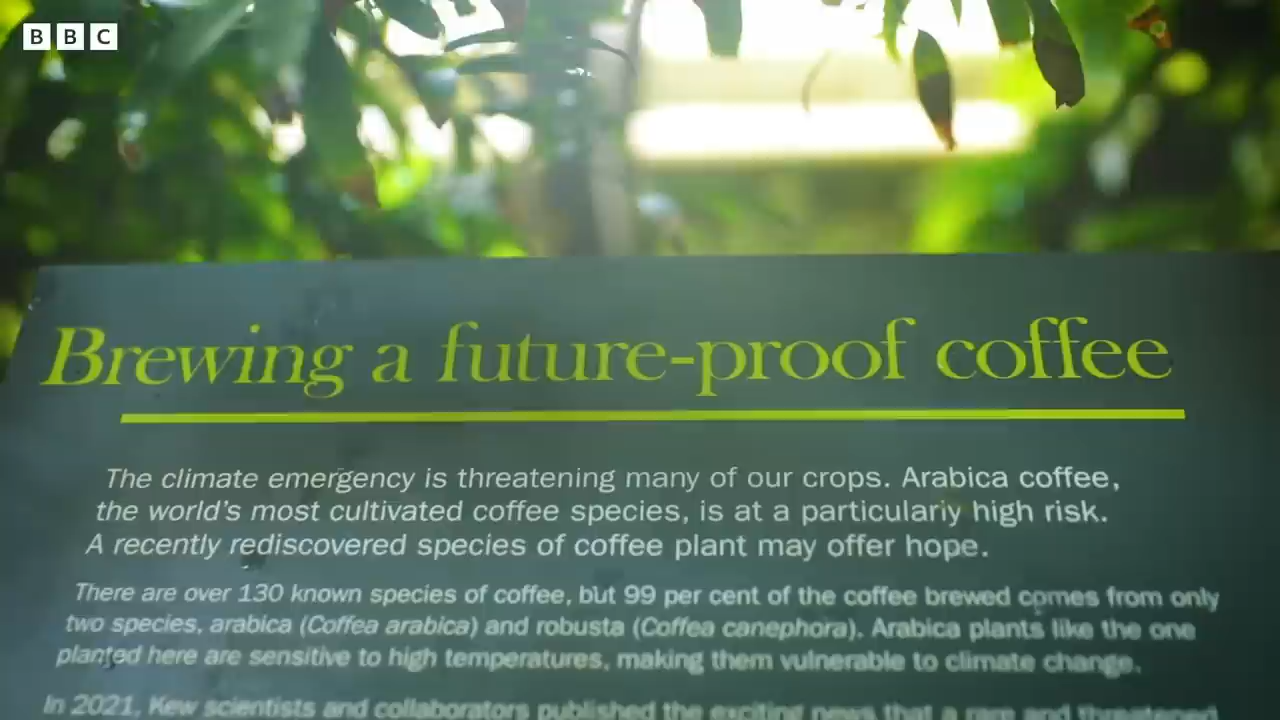 BBC
Brewing a future-proof coffee
The climate emergency is threatening many of our crops. Arabica coffee,
the world's most cultivated coffee species, is at a particularly high risk.
A recently rediscovered species of coffee plant may offer hope.
There are over 130 known species of coffee, but 99 per cent of the coffee brewed comes from only
two species, arabica (Coffea arabica) and robusta (Coffea canephora). Arabica plants like the one
planted here are sensitive to high temperatures, making them vulnerable to climate change.
In 2021, Kew scientists and collaborators published the exciting news that a rare and threatened